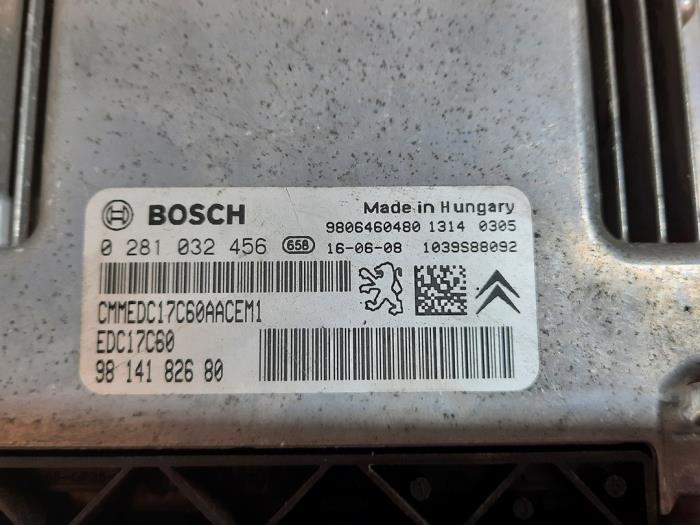 BOSCH
Made in Hungary
9806460480 1314 0305
0 281 032 456 658 16-06-08 1039S88092
CMMEDC17C60AACEM1
EDC17C60
98 141 826 80